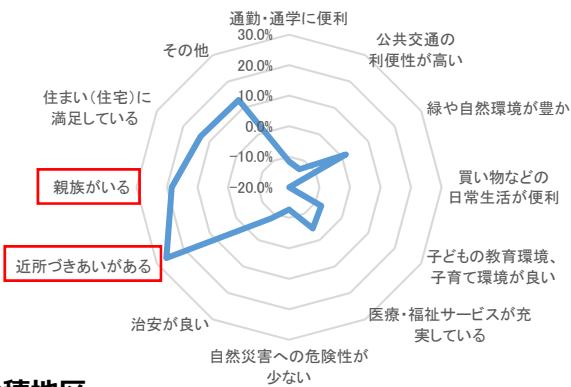 通勤・通学に便利
30.0%
20.0%
10.0%
0.0%
-10.0%
-20.0%
公共交通の
利便性が高い
緑や自然環境が豊か
買い物などの
日常生活が便利
子どもの教育環境、
子育て環境が良い
医療・福祉サービスが充
実している
自然災害への危険性が
少ない
治安が良い
近所づきあいがある
親族がいる
住まい(住宅)に
満足している
その他
地区